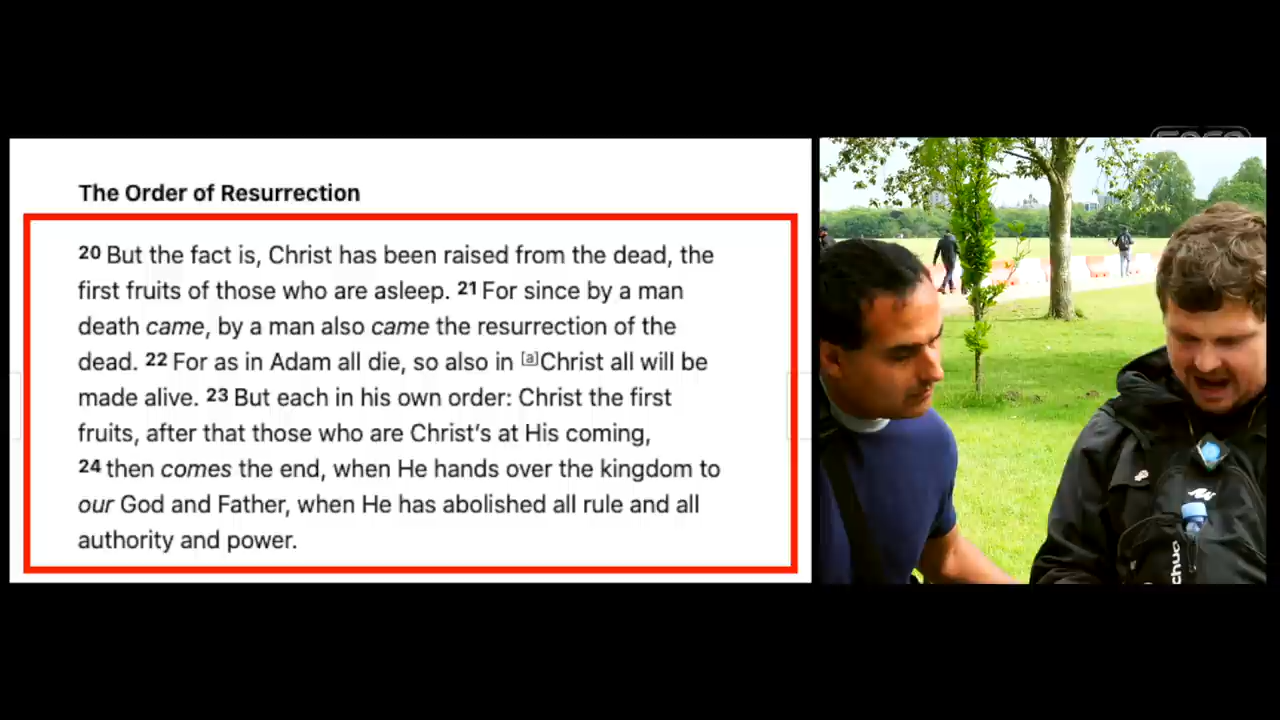 The Order of Resurrection
20 But the fact is, Christ has been raised from the dead, the
first fruits of those who are asleep. 21 For since by a man
death came, by a man also came the resurrection of the
dead. 22 For as in Adam all die, so also in [a]Christ all will be
made alive. 23 But each in his own order: Christ the first
fruits, after that those who are Christ's at His coming,
24 then comes the end, when He hands over the kingdom to
our God and Father, when He has abolished all rule and all
authority and power.